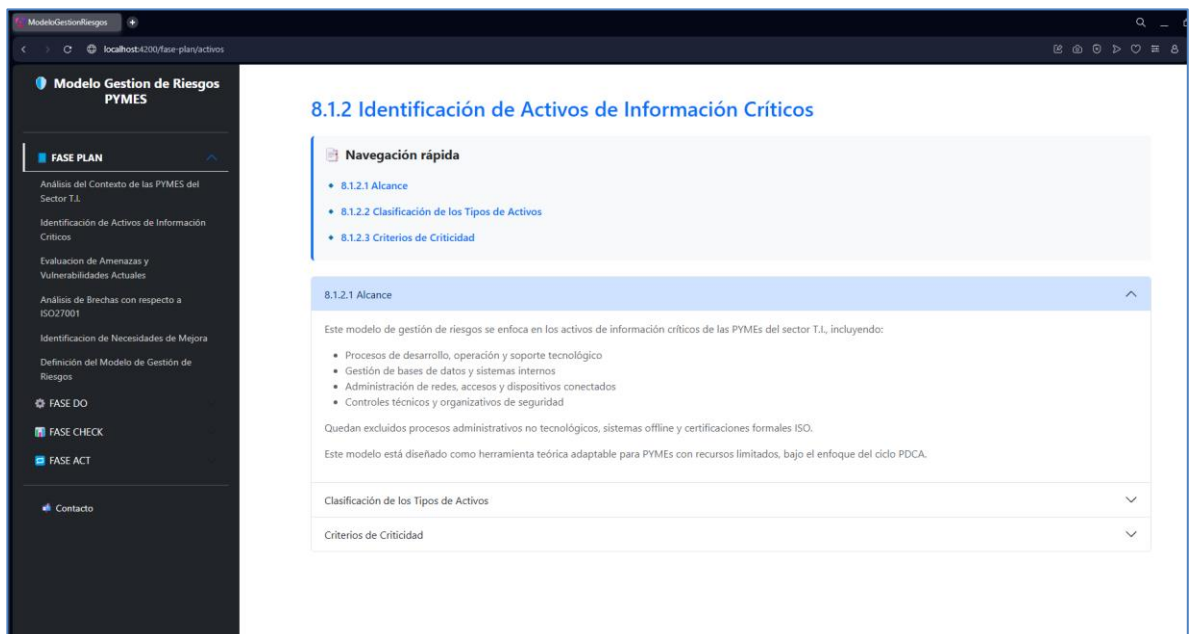 ModeloGestionRiesgos
localhost:4200/fase-plan/activos
Modelo Gestion de Riesgos
PYMES
FASE PLAN
Análisis del Contexto de las PYMES del
Sector T.I.
Identificación de Activos de Información
Criticos
Evaluacion de Amenazas y
Vulnerabilidades Actuales
Análisis de Brechas con respecto a
ISO27001
Identificacion de Necesidades de Mejora
Definición del Modelo de Gestión de
Riesgos
FASE DO
FASE CHECK
FASE ACT
Contacto
8.1.2 Identificación de Activos de Información Críticos
Navegación rápida
8.1.2.1 Alcance
8.1.2.2 Clasificación de los Tipos de Activos
8.1.2.3 Criterios de Criticidad
8.1.2.1 Alcance
Este modelo de gestión de riesgos se enfoca en los activos de información críticos de las PYMEs del sector T.I., incluyendo:
Procesos de desarrollo, operación y soporte tecnológico
Gestión de bases de datos y sistemas internos
Administración de redes, accesos y dispositivos conectados
Controles técnicos y organizativos de seguridad
Quedan excluidos procesos administrativos no tecnológicos, sistemas offline y certificaciones formales ISO.
Este modelo está diseñado como herramienta teórica adaptable para PYMEs con recursos limitados, bajo el enfoque del ciclo PDCA.
Clasificación de los Tipos de Activos
Criterios de Criticidad